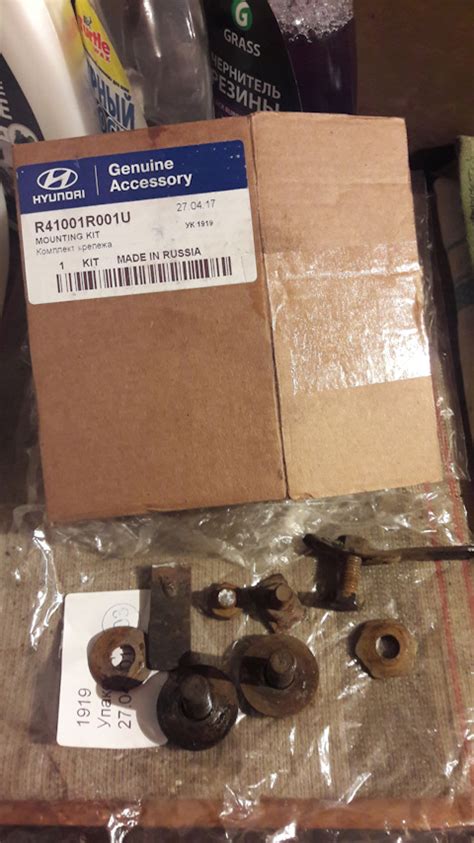 GRASS
ЧЕРНИТЕЛЬ
РЕЗИНЫ
HYUNDAI
Genuine
Accessory
R41001R001U
27.04.17
MOUNTING KIT
УК 1919
Комплект крепежа
1 KIT MADE IN RUSSIA
1919
Упак